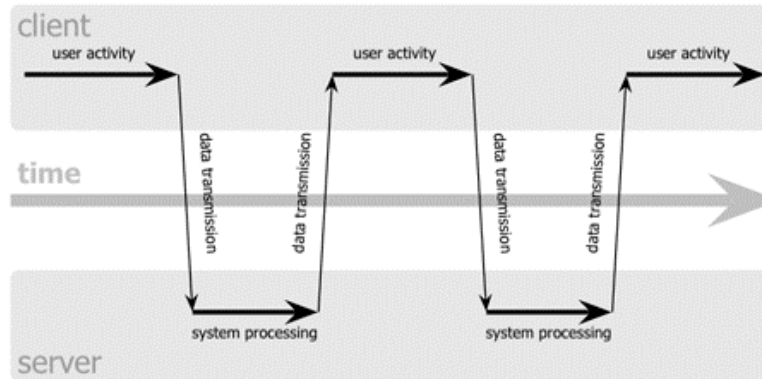 client
user activity
user activity
user activity
data transmission
data transmission
data transmission
data transmission
time
system processing
system processing
server